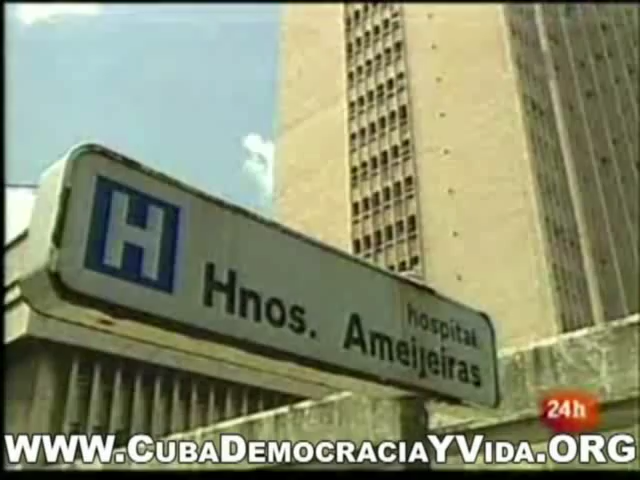 H
hospital
Hnos. Ameijeiras
24h
WWW.CUBADEMOCRACIAYVIDA.ORG